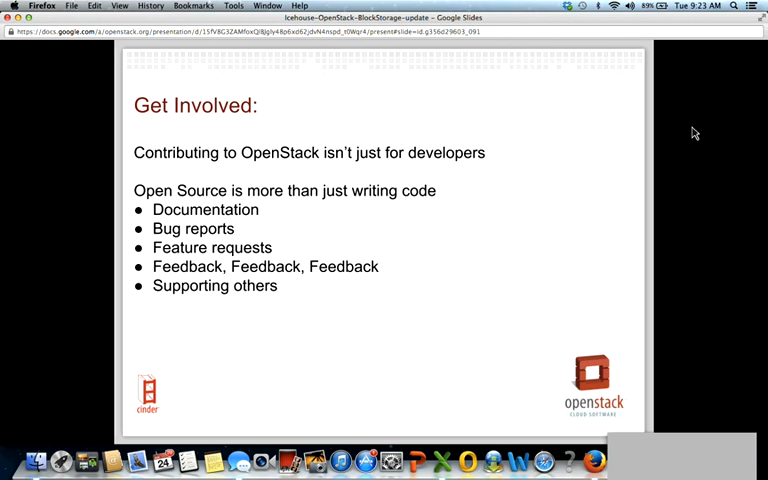 Firefox File Edit View History Bookmarks Tools Window Help 89% Tue 9:23 AM
Icehouse-OpenStack-BlockStorage-update - Google Slides
Get Involved:
Contributing to OpenStack isn't just for developers
Open Source is more than just writing code
● Documentation
● Bug reports
● Feature requests
● Feedback, Feedback, Feedback
● Supporting others
cinder
openstack
CLOUD SOFTWARE
24